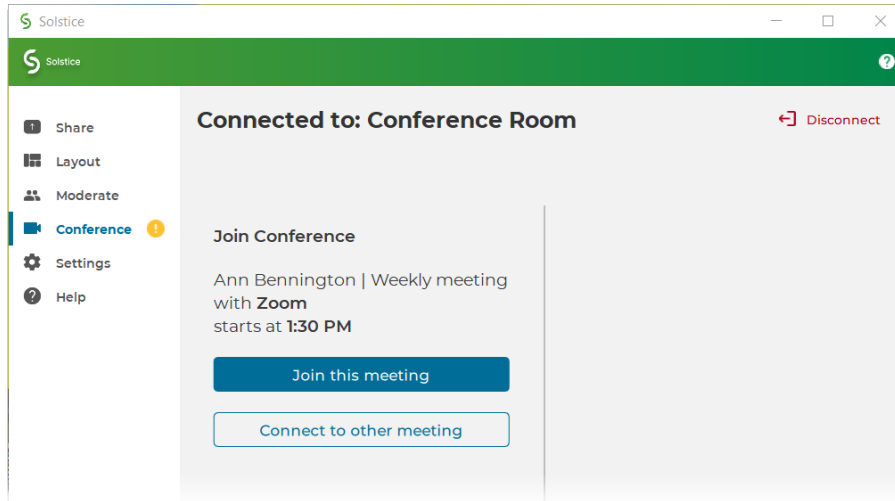 Solstice
Solstice
Share
Layout
Moderate
Conference
Settings
Help
Connected to: Conference Room
Disconnect
Join Conference
Ann Bennington | Weekly meeting
with Zoom
starts at 1:30 PM
Join this meeting
Connect to other meeting